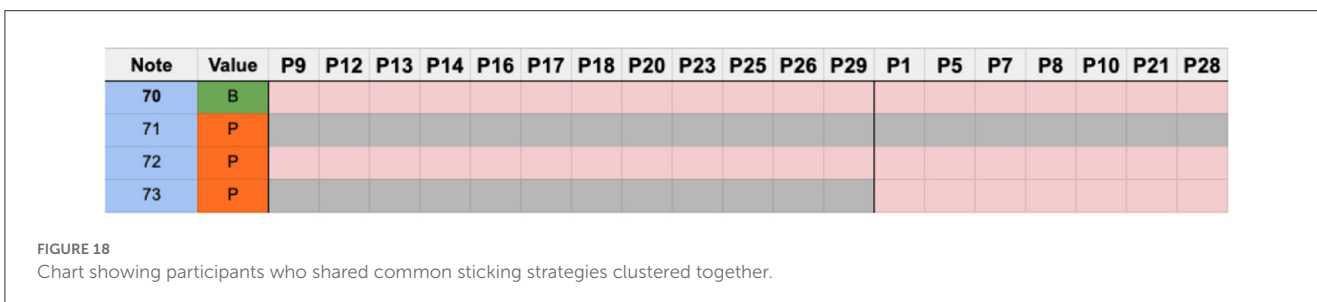 Note Value P9 P12 P13 P14 P16 P17 P18 P20 P23 P25 P26 P29 P1 P5 P7 P8 P10 P21 P28
70 B
71 P
72 P
73 P
FIGURE 18
Chart showing participants who shared common sticking strategies clustered together.